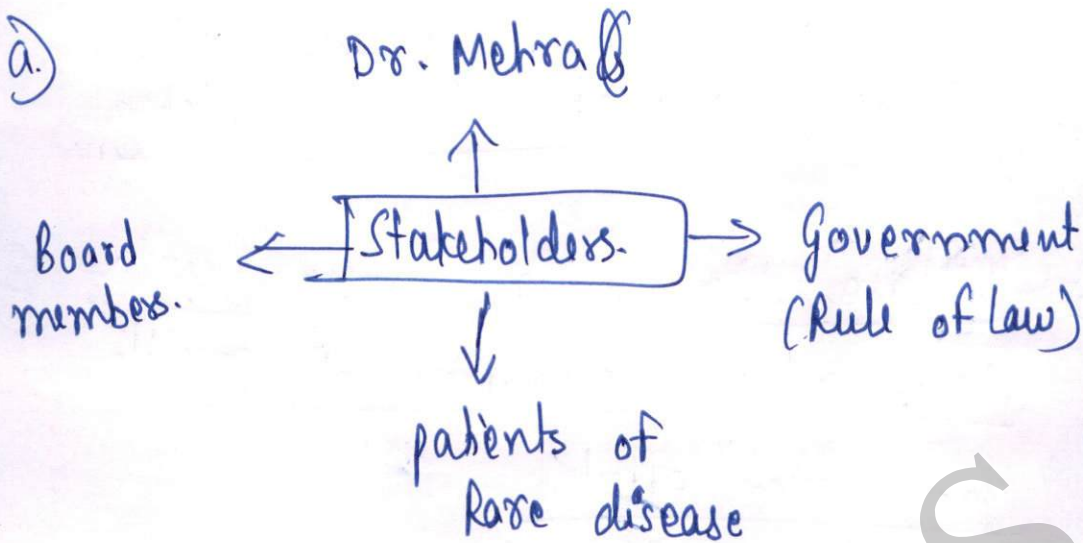 a.)
Dr. Mehra
Board
members.
Stakeholders.
Government
(Rule of Law)
patients of
Rare disease